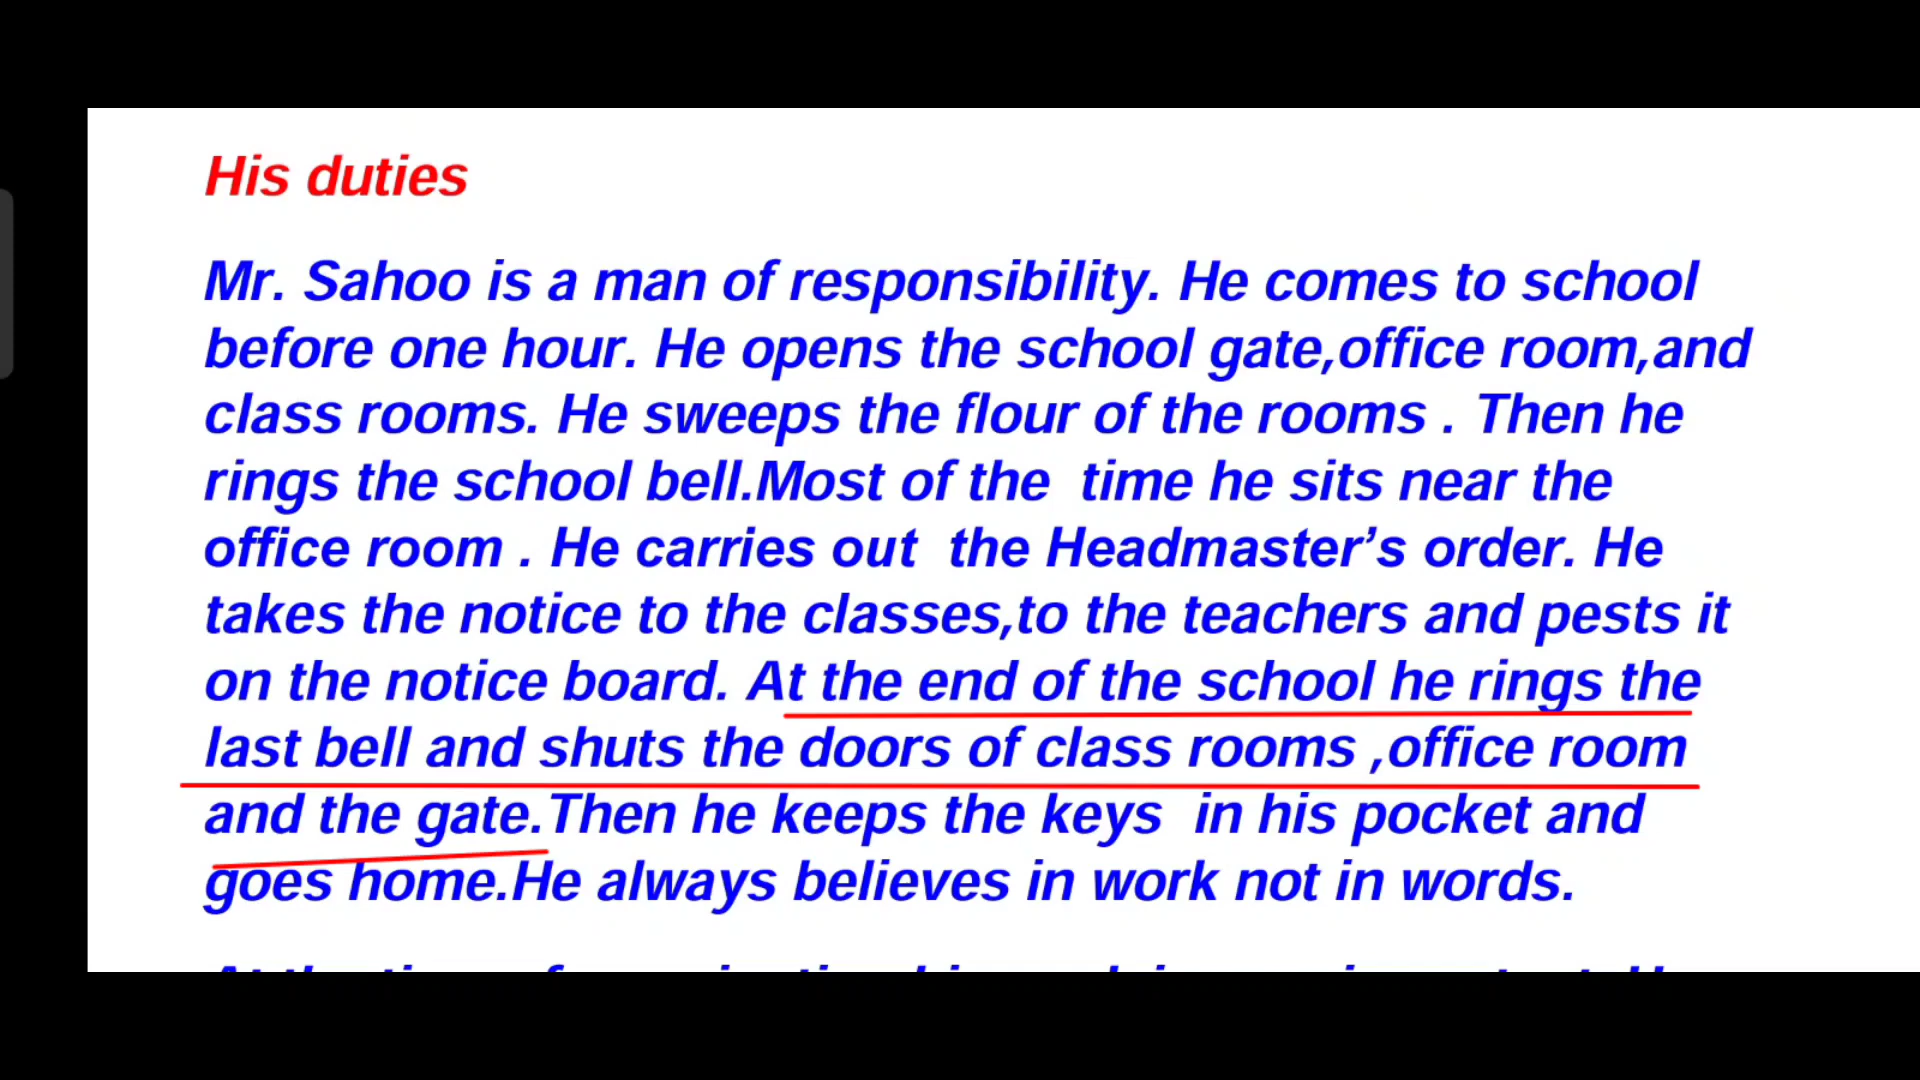 His duties
Mr. Sahoo is a man of responsibility. He comes to school
before one hour. He opens the school gate,office room,and
class rooms. He sweeps the flour of the rooms . Then he
rings the school bell.Most of the  time he sits near the
office room . He carries out  the Headmaster’s order. He
takes the notice to the classes,to the teachers and pests it
on the notice board. At the end of the school he rings the
last bell and shuts the doors of class rooms ,office room
and the gate.Then he keeps the keys  in his pocket and
goes home.He always believes in work not in words.